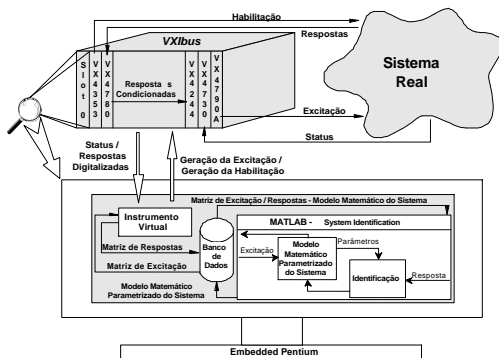 Habilitação
Respostas
VXIbus
Slot 0
VX4353
VX4780
Resposta s
Condicionadas
VX4244
VX4730
VX4790A
Sistema
Real
Excitação
Status
Status /
Respostas
Digitalizadas
Geração da Excitação /
Geração da Habilitação
Matriz de Excitação / Respostas - Modelo Matemático do Sistema
Instrumento
Virtual
Matriz de Respostas
Matriz de Excitação
Banco
de
Dados
Modelo Matemático
Parametrizado do Sistema
MATLAB - System Identification
Excitação
Modelo
Matemático
Parametrizado
do Sistema
Parâmetros
Identificação
Resposta
Embedded Pentium